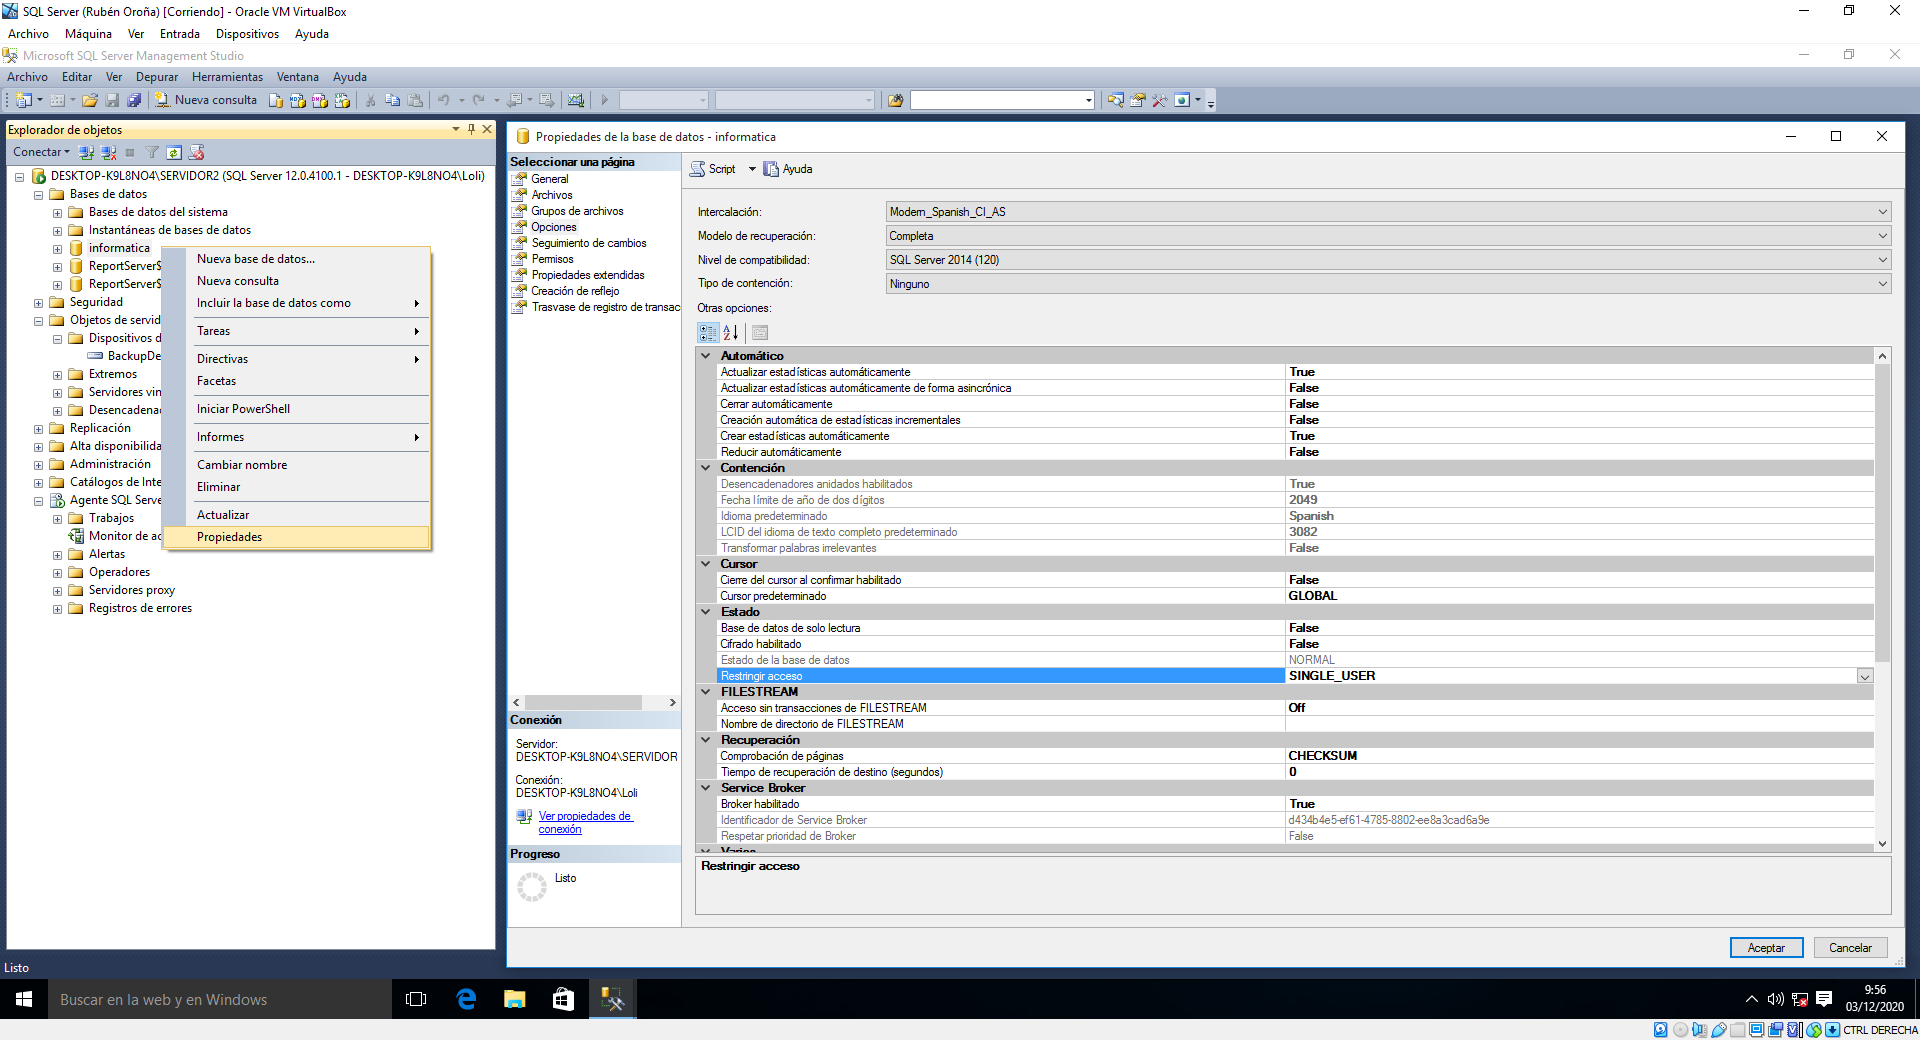 SQL Server (Rubén Oroña) [Corriendo] - Oracle VM VirtualBox
Archivo Máquina Ver Entrada Dispositivos Ayuda
Microsoft SQL Server Management Studio
Archivo Editar Ver Depurar Herramientas Ventana Ayuda
Nueva consulta
Explorador de objetos
Conectar
DESKTOP-K9L8NO4\SERVIDOR2 (SQL Server 12.0.4100.1 - DESKTOP-K9L8NO4\Loli)
Bases de datos
Bases de datos del sistema
Instantáneas de bases de datos
informatica
ReportServer$
ReportServer$
Seguridad
Objetos de servid
Dispositivos d
BackupDe
Extremos
Servidores vin
Desencadena
Replicación
Alta disponibilida
Administración
Catálogos de Inte
Agente SQL Serve
Trabajos
Monitor de ac
Alertas
Operadores
Servidores proxy
Registros de errores
Nueva base de datos...
Nueva consulta
Incluir la base de datos como
Tareas
Directivas
Facetas
Iniciar PowerShell
Informes
Cambiar nombre
Eliminar
Actualizar
Propiedades
Propiedades de la base de datos - informatica
Seleccionar una página
General
Archivos
Grupos de archivos
Opciones
Seguimiento de cambios
Permisos
Propiedades extendidas
Creación de reflejo
Trasvase de registro de transac
Conexión
Servidor:
DESKTOP-K9L8NO4\SERVIDOR
Conexión:
DESKTOP-K9L8NO4\Loli
Ver propiedades de
conexión
Progreso
Listo
Script Ayuda
Intercalación: Modern_Spanish_CI_AS
Modelo de recuperación: Completa
Nivel de compatibilidad: SQL Server 2014 (120)
Tipo de contención: Ninguno
Otras opciones:
Automático
Actualizar estadísticas automáticamente True
Actualizar estadísticas automáticamente de forma asincrónica False
Cerrar automáticamente False
Creación automática de estadísticas incrementales False
Crear estadísticas automáticamente True
Reducir automáticamente False
Contención
Desencadenadores anidados habilitados True
Fecha límite de año de dos dígitos 2049
Idioma predeterminado Spanish
LCID del idioma de texto completo predeterminado 3082
Transformar palabras irrelevantes False
Cursor
Cierre del cursor al confirmar habilitado False
Cursor predeterminado GLOBAL
Estado
Base de datos de solo lectura False
Cifrado habilitado False
Estado de la base de datos NORMAL
Restringir acceso SINGLE_USER
FILESTREAM
Acceso sin transacciones de FILESTREAM Off
Nombre de directorio de FILESTREAM
Recuperación
Comprobación de páginas CHECKSUM
Tiempo de recuperación de destino (segundos) 0
Service Broker
Broker habilitado True
Identificador de Service Broker d434b4e5-ef61-4785-8802-ee8a3cad6a9e
Respetar prioridad de Broker False
Varios
Restringir acceso
Aceptar Cancelar
Listo
Buscar en la web y en Windows
9:56
03/12/2020
CTRL DERECHA